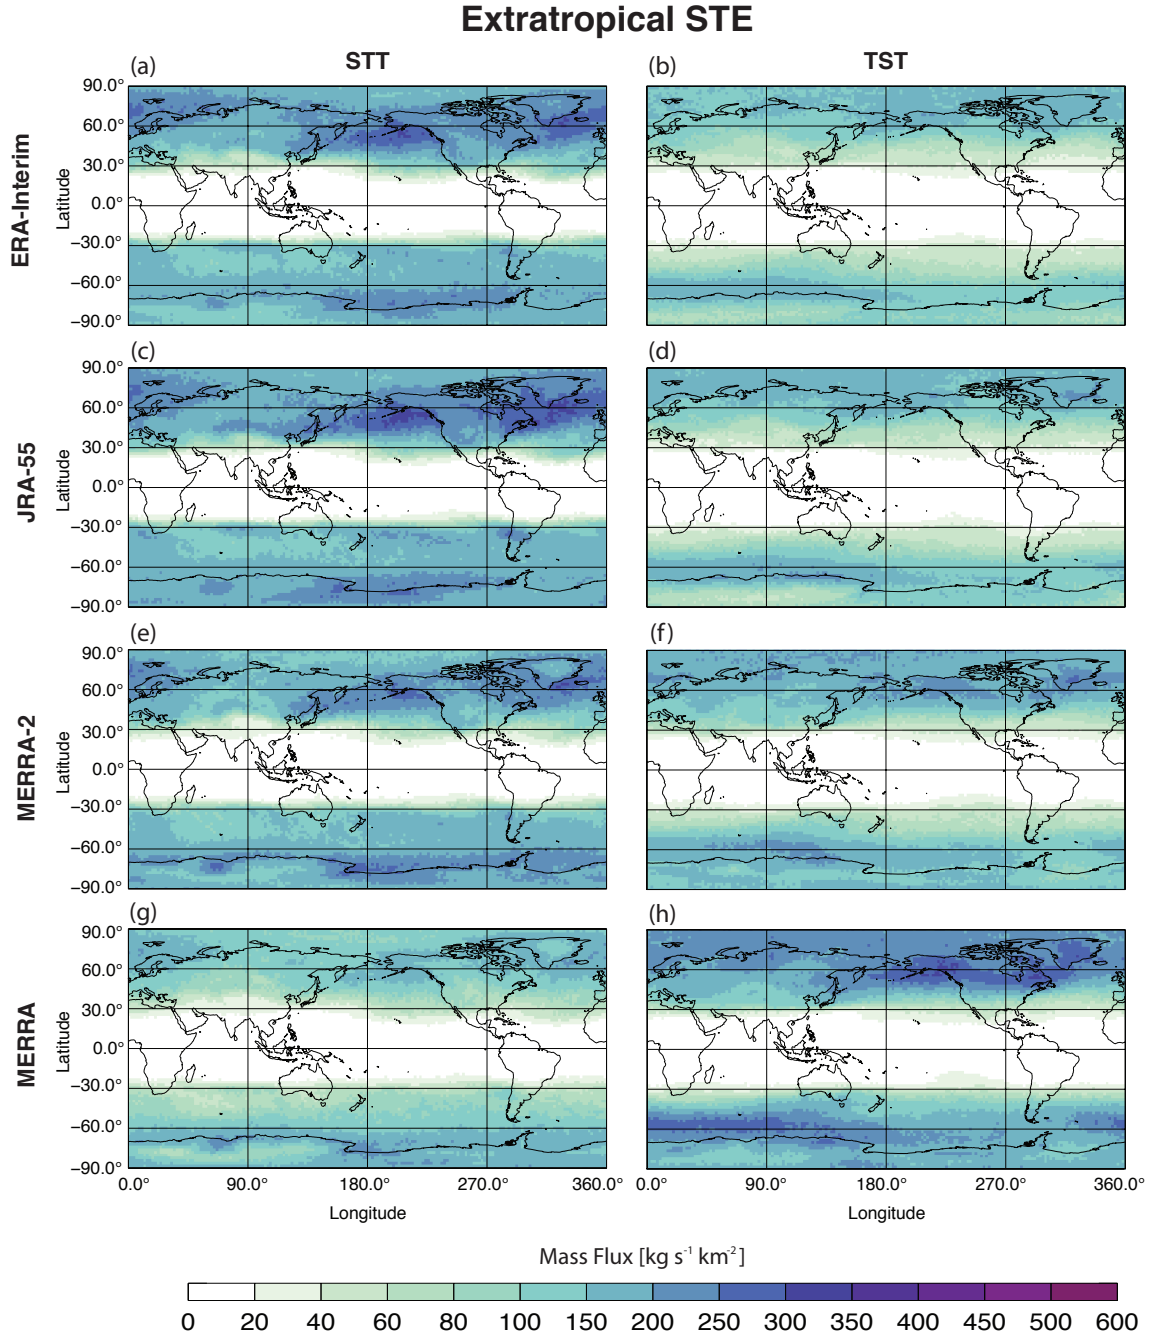 Extratropical STE
STT
TST
(a)
(b)
90.0°
60.0°
30.0°
0.0°
−30.0°
−60.0°
−90.0°
Latitude
ERA-Interim
(c)
(d)
90.0°
60.0°
30.0°
0.0°
−30.0°
−60.0°
−90.0°
Latitude
JRA-55
(e)
(f)
90.0°
60.0°
30.0°
0.0°
−30.0°
−60.0°
−90.0°
Latitude
MERRA-2
(g)
(h)
90.0°
60.0°
30.0°
0.0°
−30.0°
−60.0°
−90.0°
Latitude
MERRA
0.0° 90.0° 180.0° 270.0° 360.0°
0.0° 90.0° 180.0° 270.0° 360.0°
Longitude
Longitude
Mass Flux [kg s⁻¹ km⁻²]
0 20 40 60 80 100 150 200 250 300 350 400 450 500 600